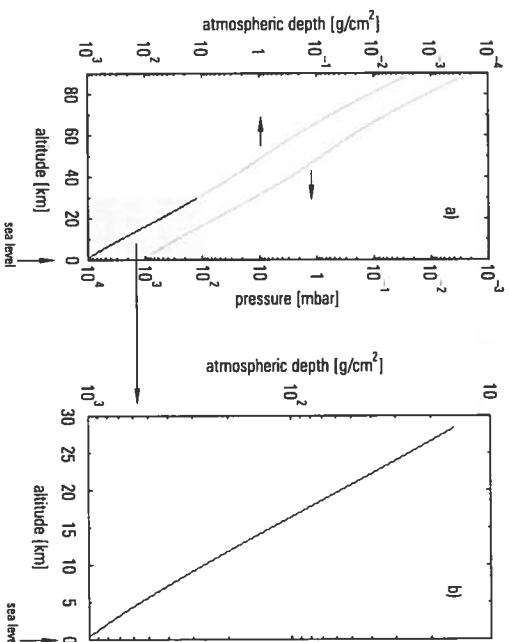 a)
atmospheric depth [g/cm²]
10⁻⁴
10⁻³
10⁻²
10⁻¹
1
10
10²
10³
80 60 40 20 0
altitude [km]
sea level
10⁻³
10⁻²
10⁻¹
1
10
10²
10³
10⁴
pressure [mbar]
b)
atmospheric depth [g/cm²]
10
10²
10³
30 25 20 15 10 5 0
altitude [km]
sea level